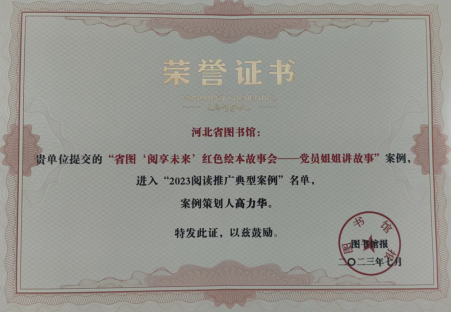 荣誉证书
河北省图书馆：
贵单位提交的“省图‘阅享未来’红色绘本故事会——党员姐姐讲故事”案例，
进入“2023阅读推广典型案例”名单，
案例策划人高力华。
特发此证，以兹鼓励。
图书馆报
图书馆报
二〇二三年七月